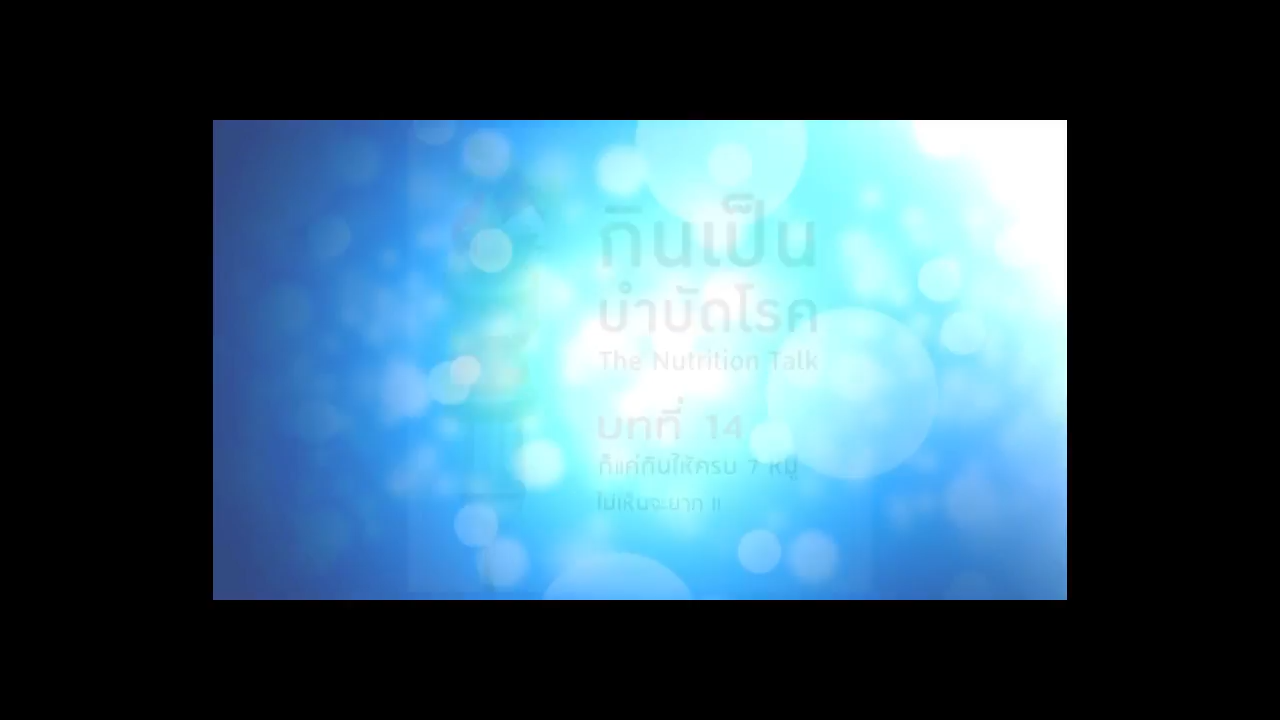 กินเป็น
บำบัดโรค
The Nutrition Talk
บทที่ 14
ก็แค่กินให้ครบ 7 หมู่
ไม่เห็นจะยาก !!